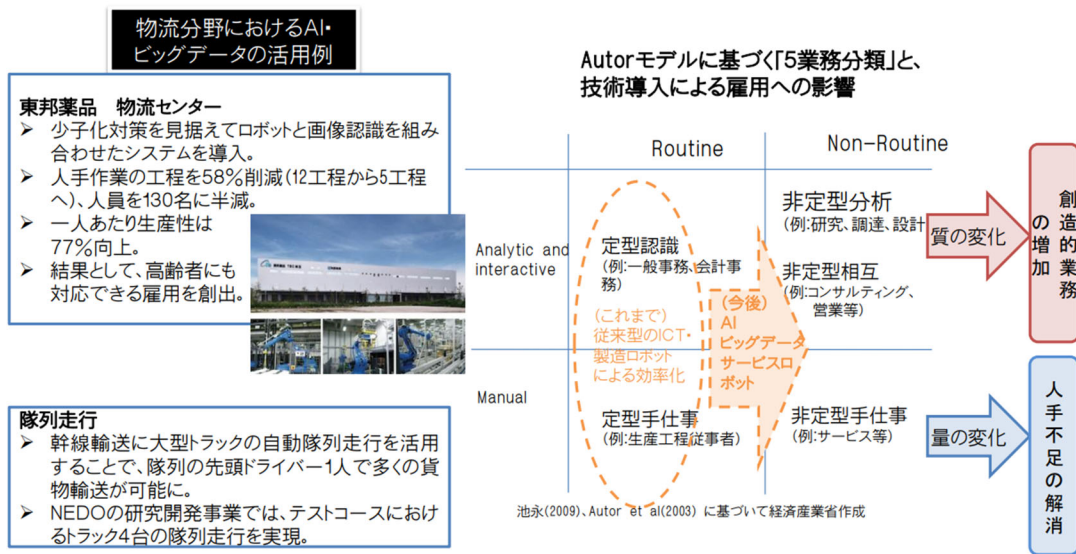 物流分野におけるAI・
ビッグデータの活用例
東邦薬品　物流センター
➢ 少子化対策を見据えてロボットと画像認識を組み
合わせたシステムを導入。
➢ 人手作業の工程を58％削減(12工程から5工程
へ)、人員を130名に半減。
➢ 一人あたり生産性は
77％向上。
➢ 結果として、高齢者にも
対応できる雇用を創出。
隊列走行
➢ 幹線輸送に大型トラックの自動隊列走行を活用
することで、隊列の先頭ドライバー1人で多くの貨
物輸送が可能に。
➢ NEDOの研究開発事業では、テストコースにおけ
るトラック4台の隊列走行を実現。
Autorモデルに基づく「5業務分類」と、
技術導入による雇用への影響
Routine
Non-Routine
Analytic and
interactive
定型認識
(例:一般事務、会計事
務)
非定型分析
(例:研究、調達、設計
非定型相互
(例:コンサルティング、
営業等)
(これまで)
従来型のICT・
製造ロボット
による効率化
(今後)
AI
ビッグデータ
サービスロ
ボット
Manual
定型手仕事
(例:生産工程従事者)
非定型手仕事
(例:サービス等)
質の変化
創造的業務
の増加
量の変化
人手不足の解消
池永(2009)、Autor et al(2003) に基づいて経済産業省作成